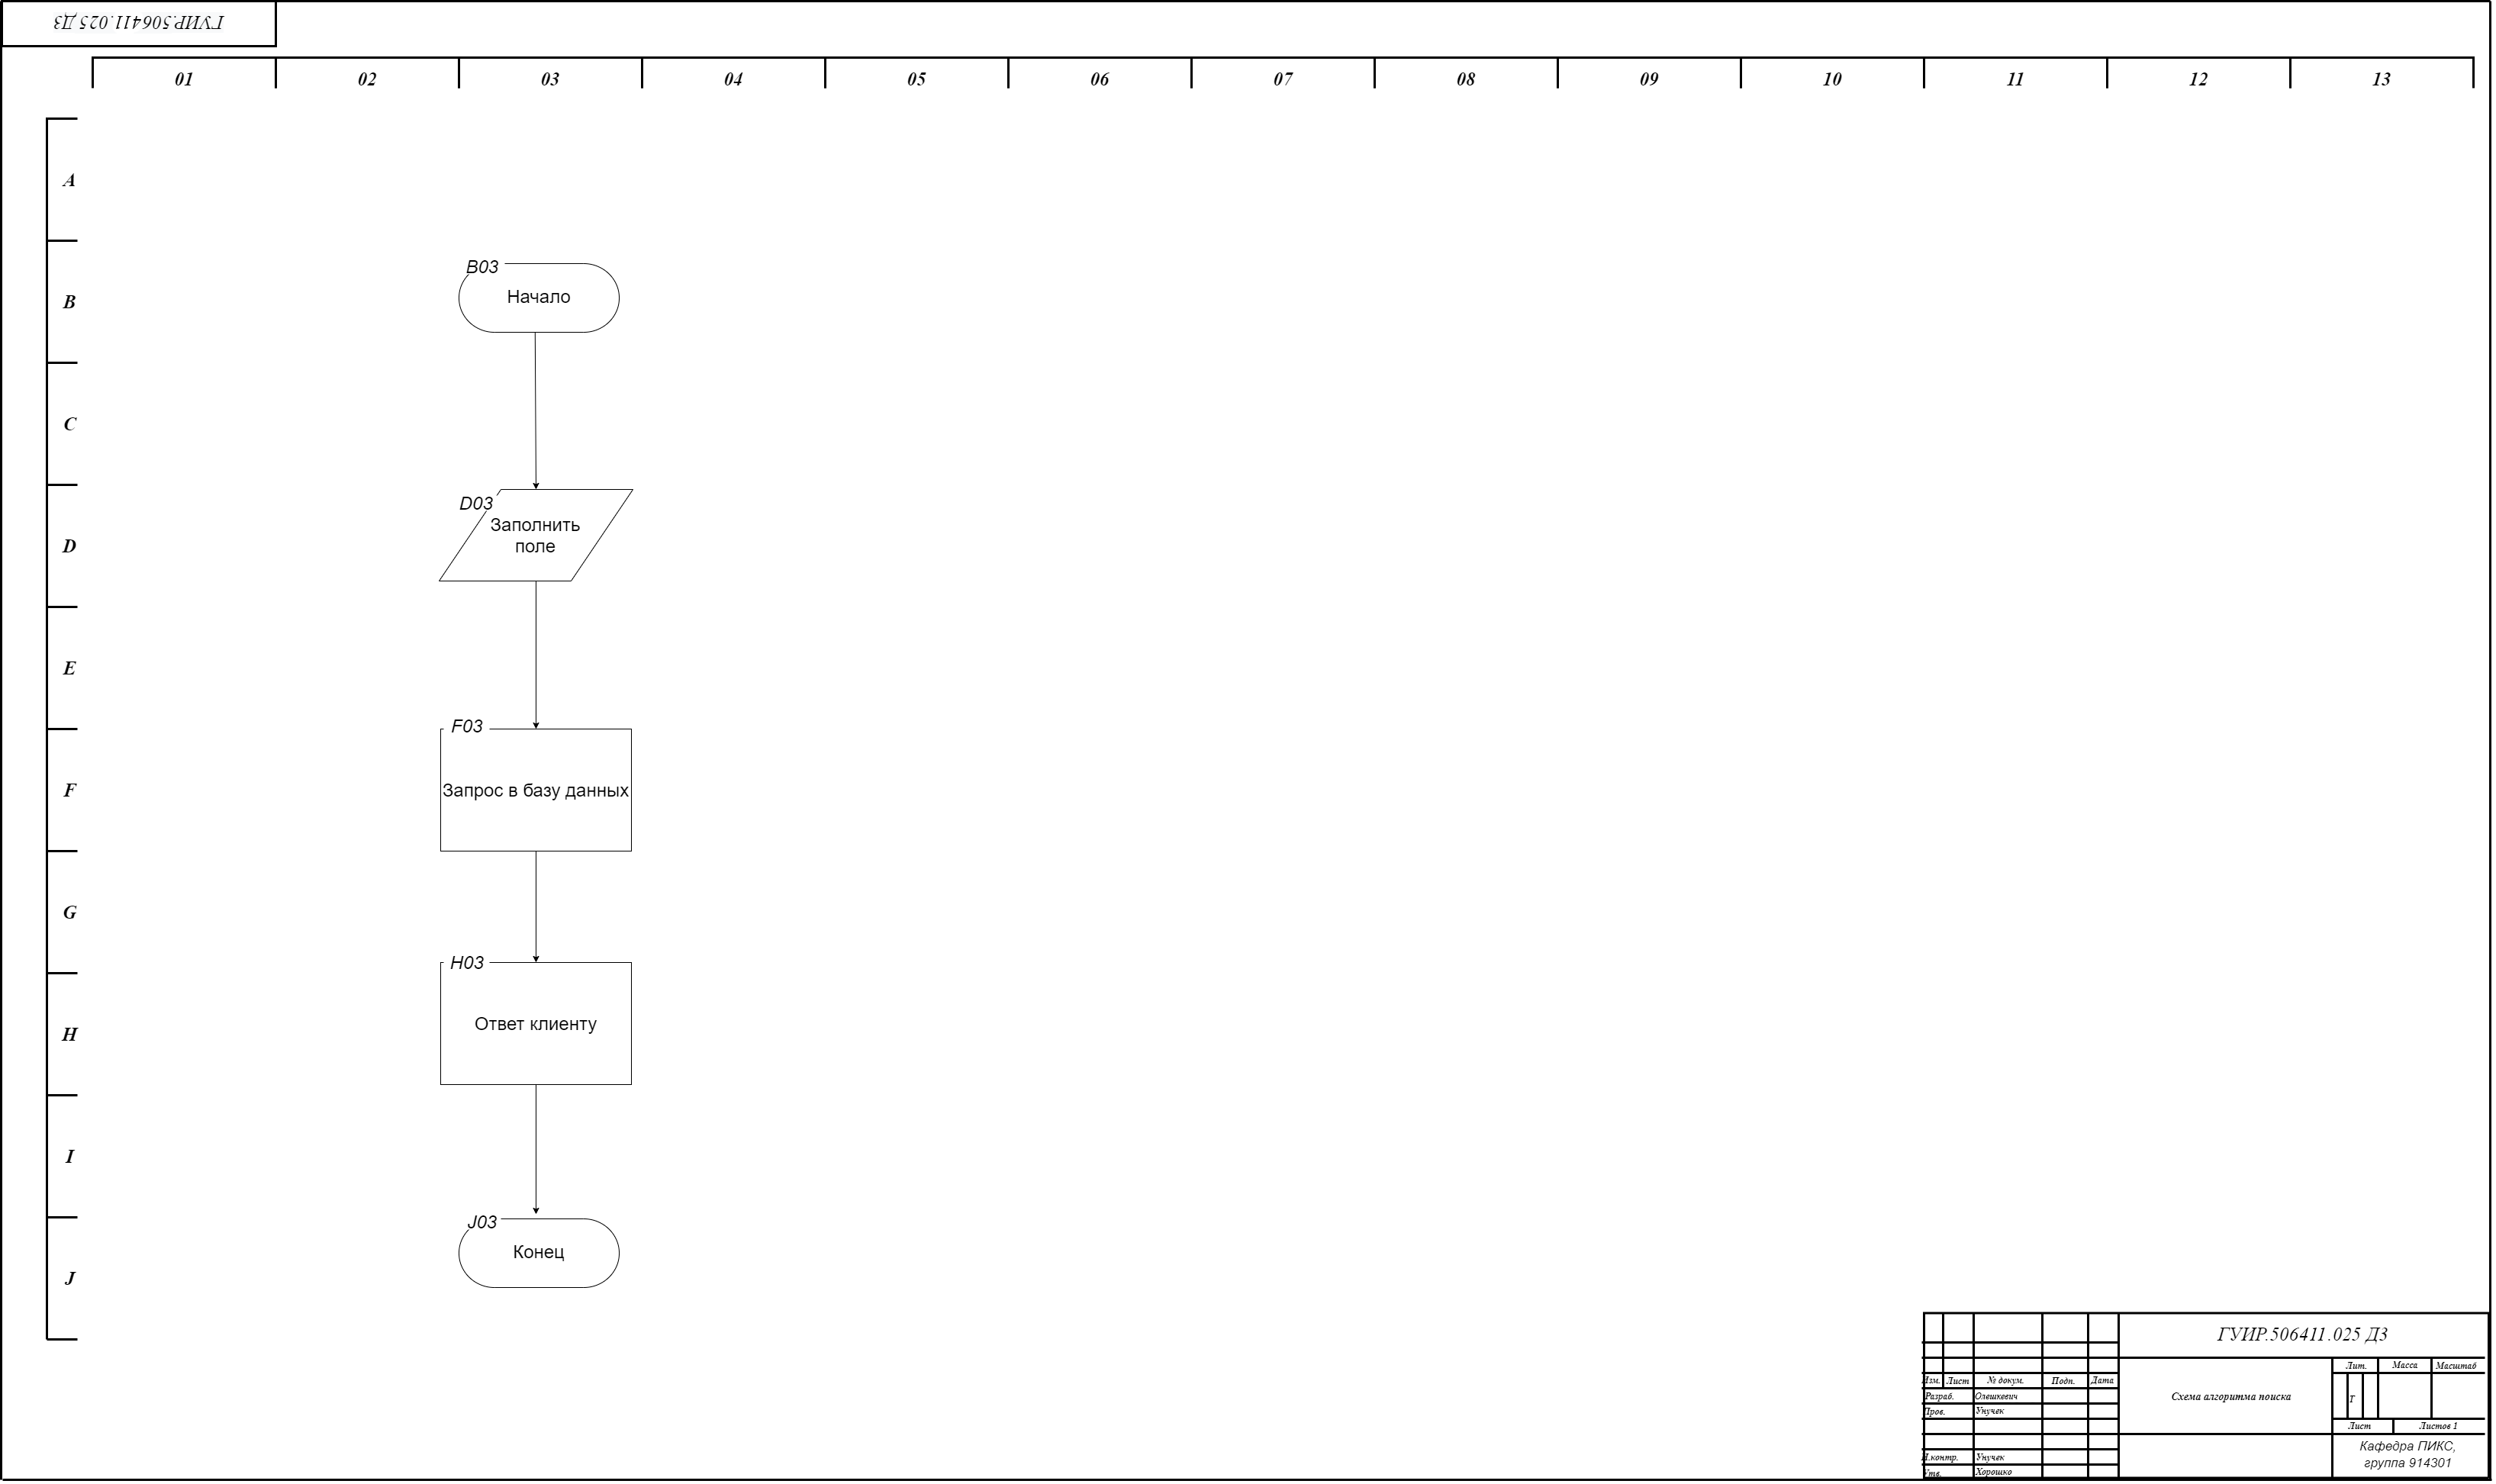 ГУИР.506411.025 Д3
01 02 03 04 05 06 07 08 09 10 11 12 13
A
B03
Начало
B
C
D03
Заполнить
поле
D
E
F03
Запрос в базу данных
F
G
H03
Ответ клиенту
H
I
J03
Конец
J
ГУИР.506411.025 Д3
Лит. Масса Масштаб
Изм. Лист № докум. Подп. Дата
Разраб. Олешкевич
Схема алгоритма поиска
Т
Пров. Унучек
Лист Листов 1
Кафедра ПИКС,
группа 914301
Н.контр. Унучек
Утв. Хорошко